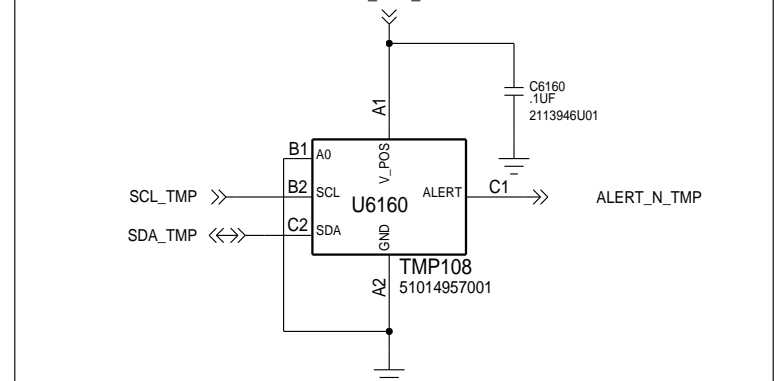 C6160
.1UF
2113946U01
A1
B1
A0
V_POS
B2
SCL
ALERT
C1
SCL_TMP
ALERT_N_TMP
U6160
C2
SDA
SDA_TMP
GND
TMP108
A2
51014957001